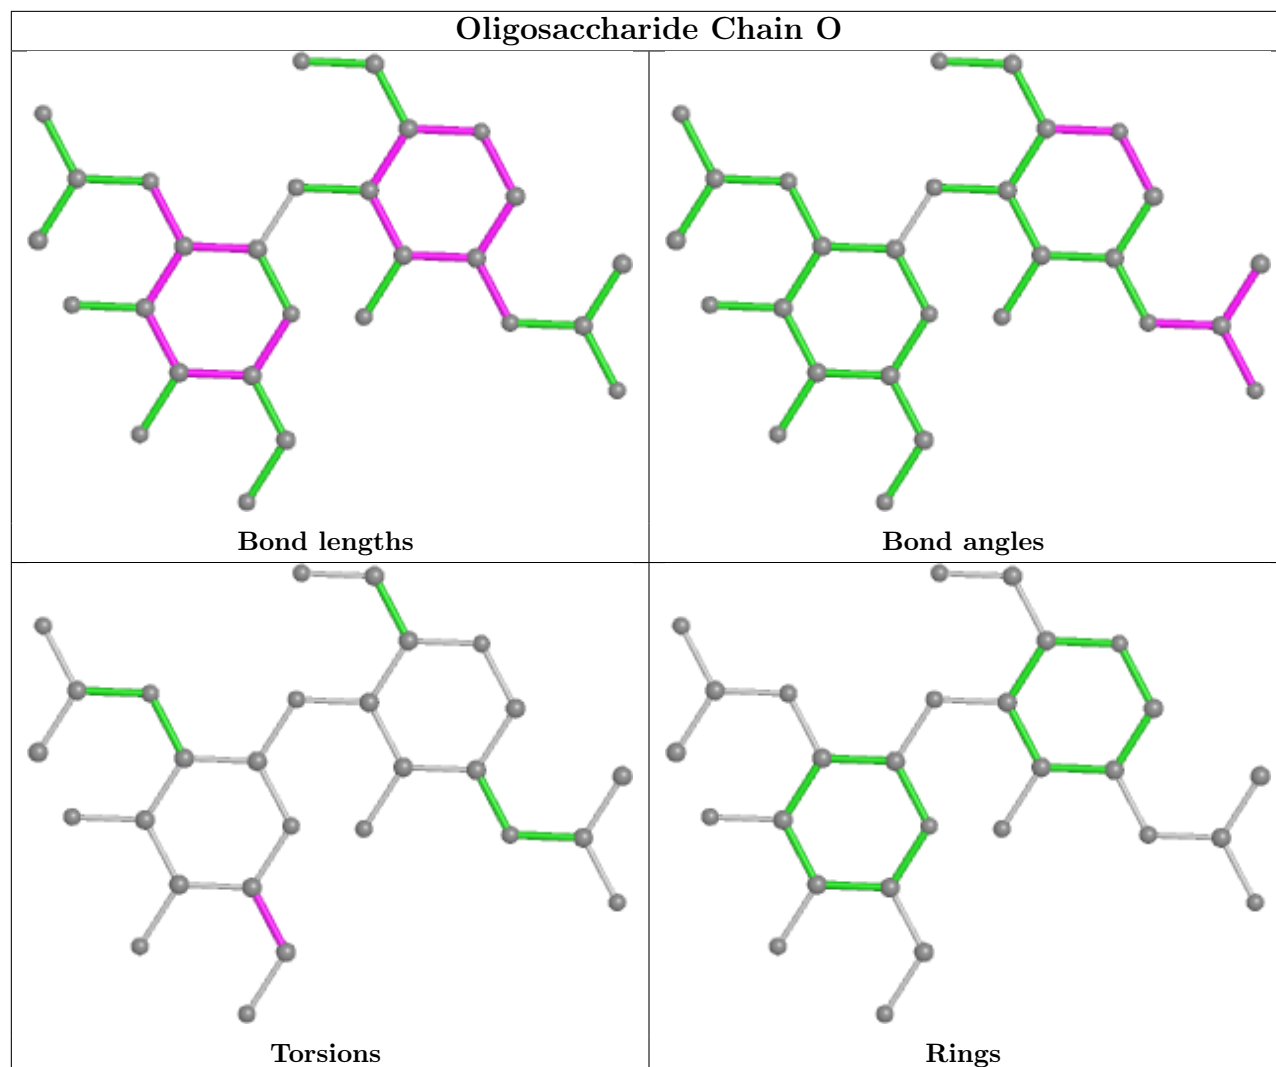 Oligosaccharide Chain O
Bond lengths
Bond angles
Torsions
Rings